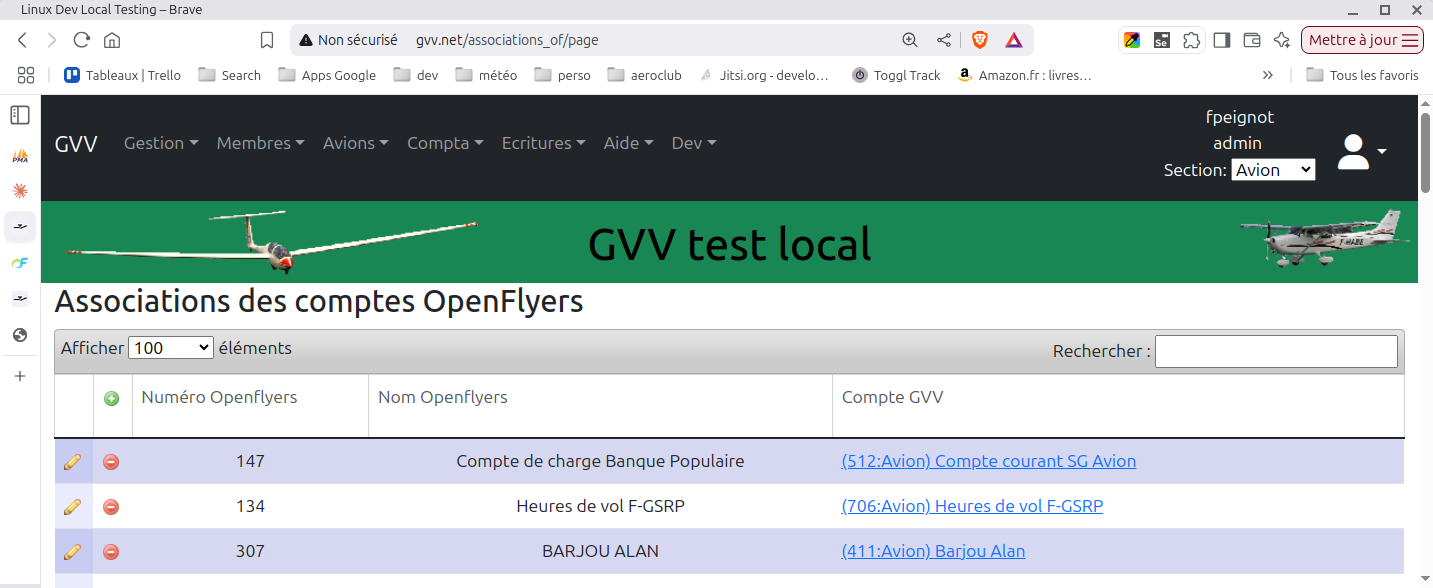 Linux Dev Local Testing – Brave
Non sécurisé gvv.net/associations_of/page
Se
Mettre à jour
Tableaux | Trello Search Apps Google dev météo perso aeroclub Jitsi.org - develo… Toggl Track Amazon.fr : livres… Tous les favoris
PMA
GVV Gestion Membres Avions Compta Ecritures Aide Dev
fpeignot
admin
Section: Avion
GVV test local
Associations des comptes OpenFlyers
Afficher 100 éléments Rechercher :
Numéro Openflyers Nom Openflyers Compte GVV
147 Compte de charge Banque Populaire (512:Avion) Compte courant SG Avion
134 Heures de vol F-GSRP (706:Avion) Heures de vol F-GSRP
307 BARJOU ALAN (411:Avion) Barjou Alan